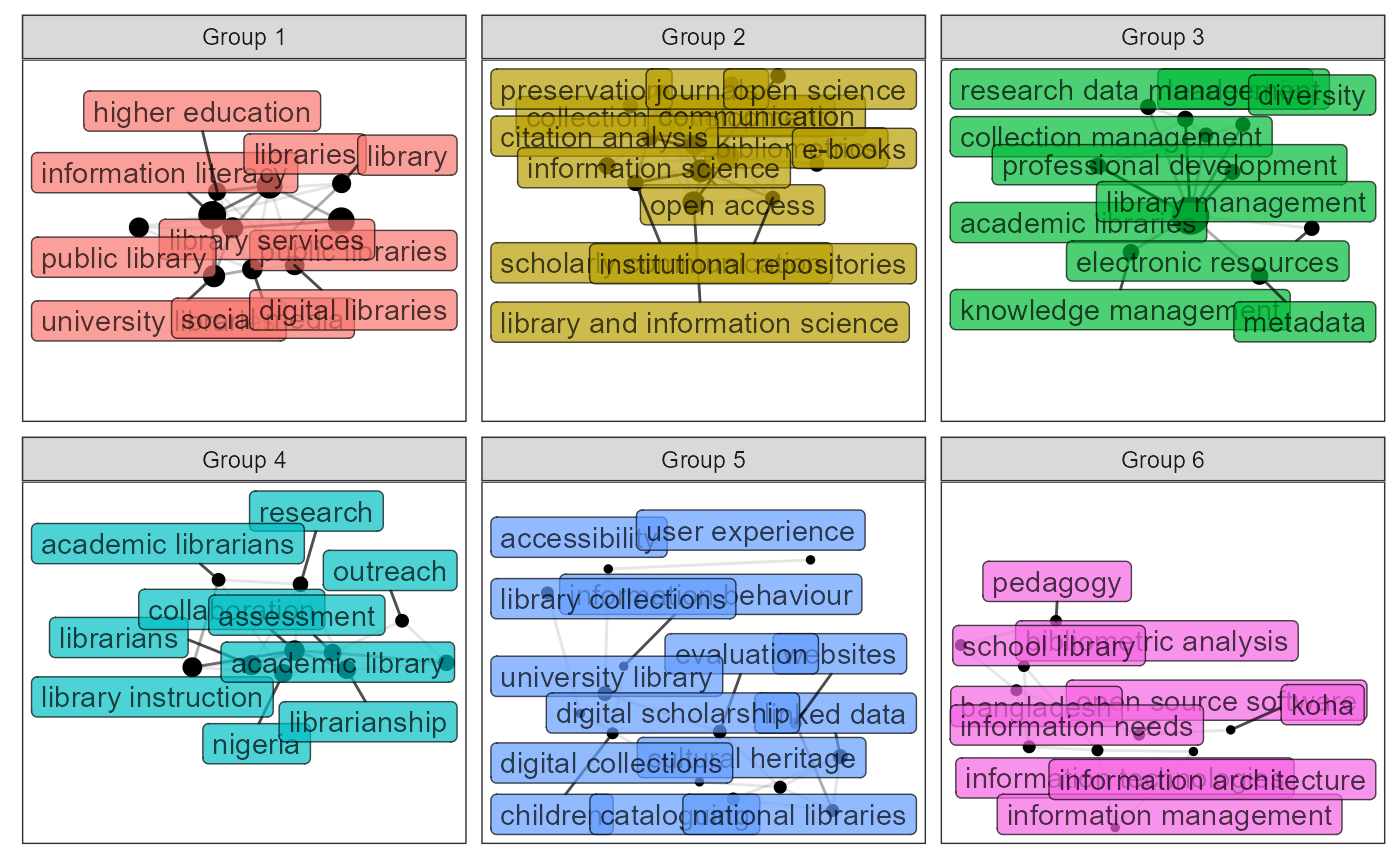 Group 1
higher education
libraries
library
information literacy
library services
public library
public libraries
university libraries
social media
digital libraries
Group 2
preservation
journals
open science
collection development
communication
citation analysis
bibliometrics
e-books
information science
open access
scholarly communication
institutional repositories
library and information science
Group 3
research data management
diversity
collection management
professional development
library management
academic libraries
electronic resources
knowledge management
metadata
Group 4
research
academic librarians
outreach
collaboration
assessment
librarians
academic library
library instruction
librarianship
nigeria
Group 5
accessibility
user experience
information behaviour
library collections
evaluation
websites
university library
digital scholarship
linked data
cultural heritage
digital collections
children
cataloguing
national libraries
Group 6
pedagogy
bibliometric analysis
school library
open source software
koha
bangladesh
information needs
information technologies
information architecture
information management